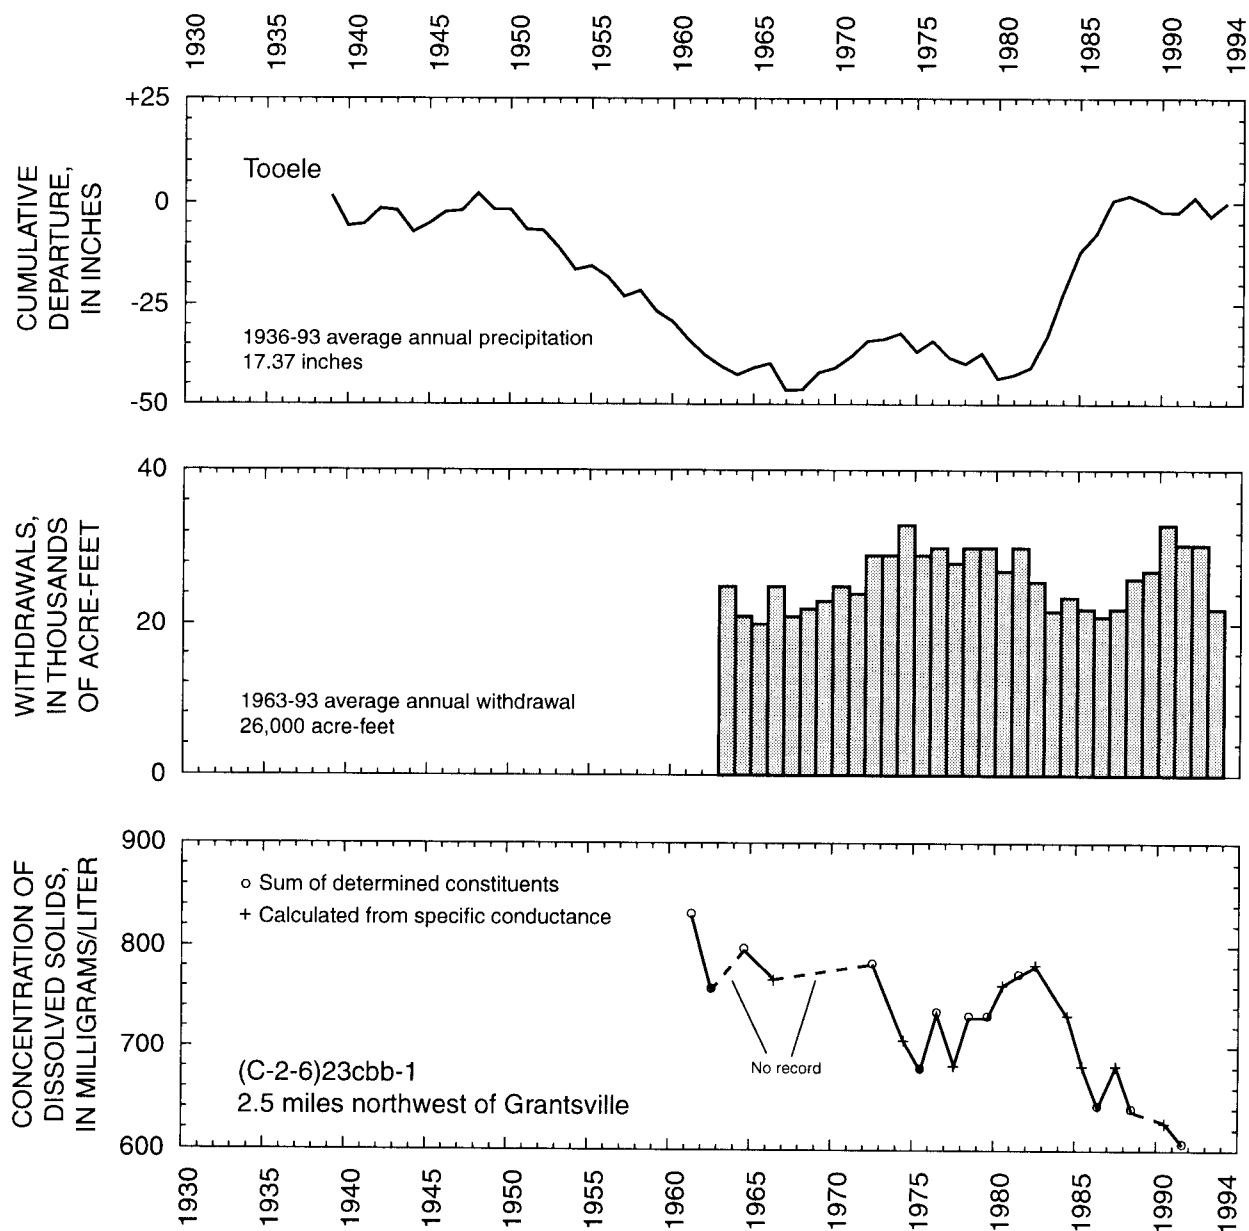 1930 1935 1940 1945 1950 1955 1960 1965 1970 1975 1980 1985 1990 1994
CUMULATIVE
DEPARTURE,
IN INCHES
+25
0
-25
-50
Tooele
1936-93 average annual precipitation
17.37 inches
WITHDRAWALS,
IN THOUSANDS
OF ACRE-FEET
40
20
0
1963-93 average annual withdrawal
26,000 acre-feet
CONCENTRATION OF
DISSOLVED SOLIDS,
IN MILLIGRAMS/LITER
900
800
700
600
o Sum of determined constituents
+ Calculated from specific conductance
No record
(C-2-6)23cbb-1
2.5 miles northwest of Grantsville
1930 1935 1940 1945 1950 1955 1960 1965 1970 1975 1980 1985 1990 1994